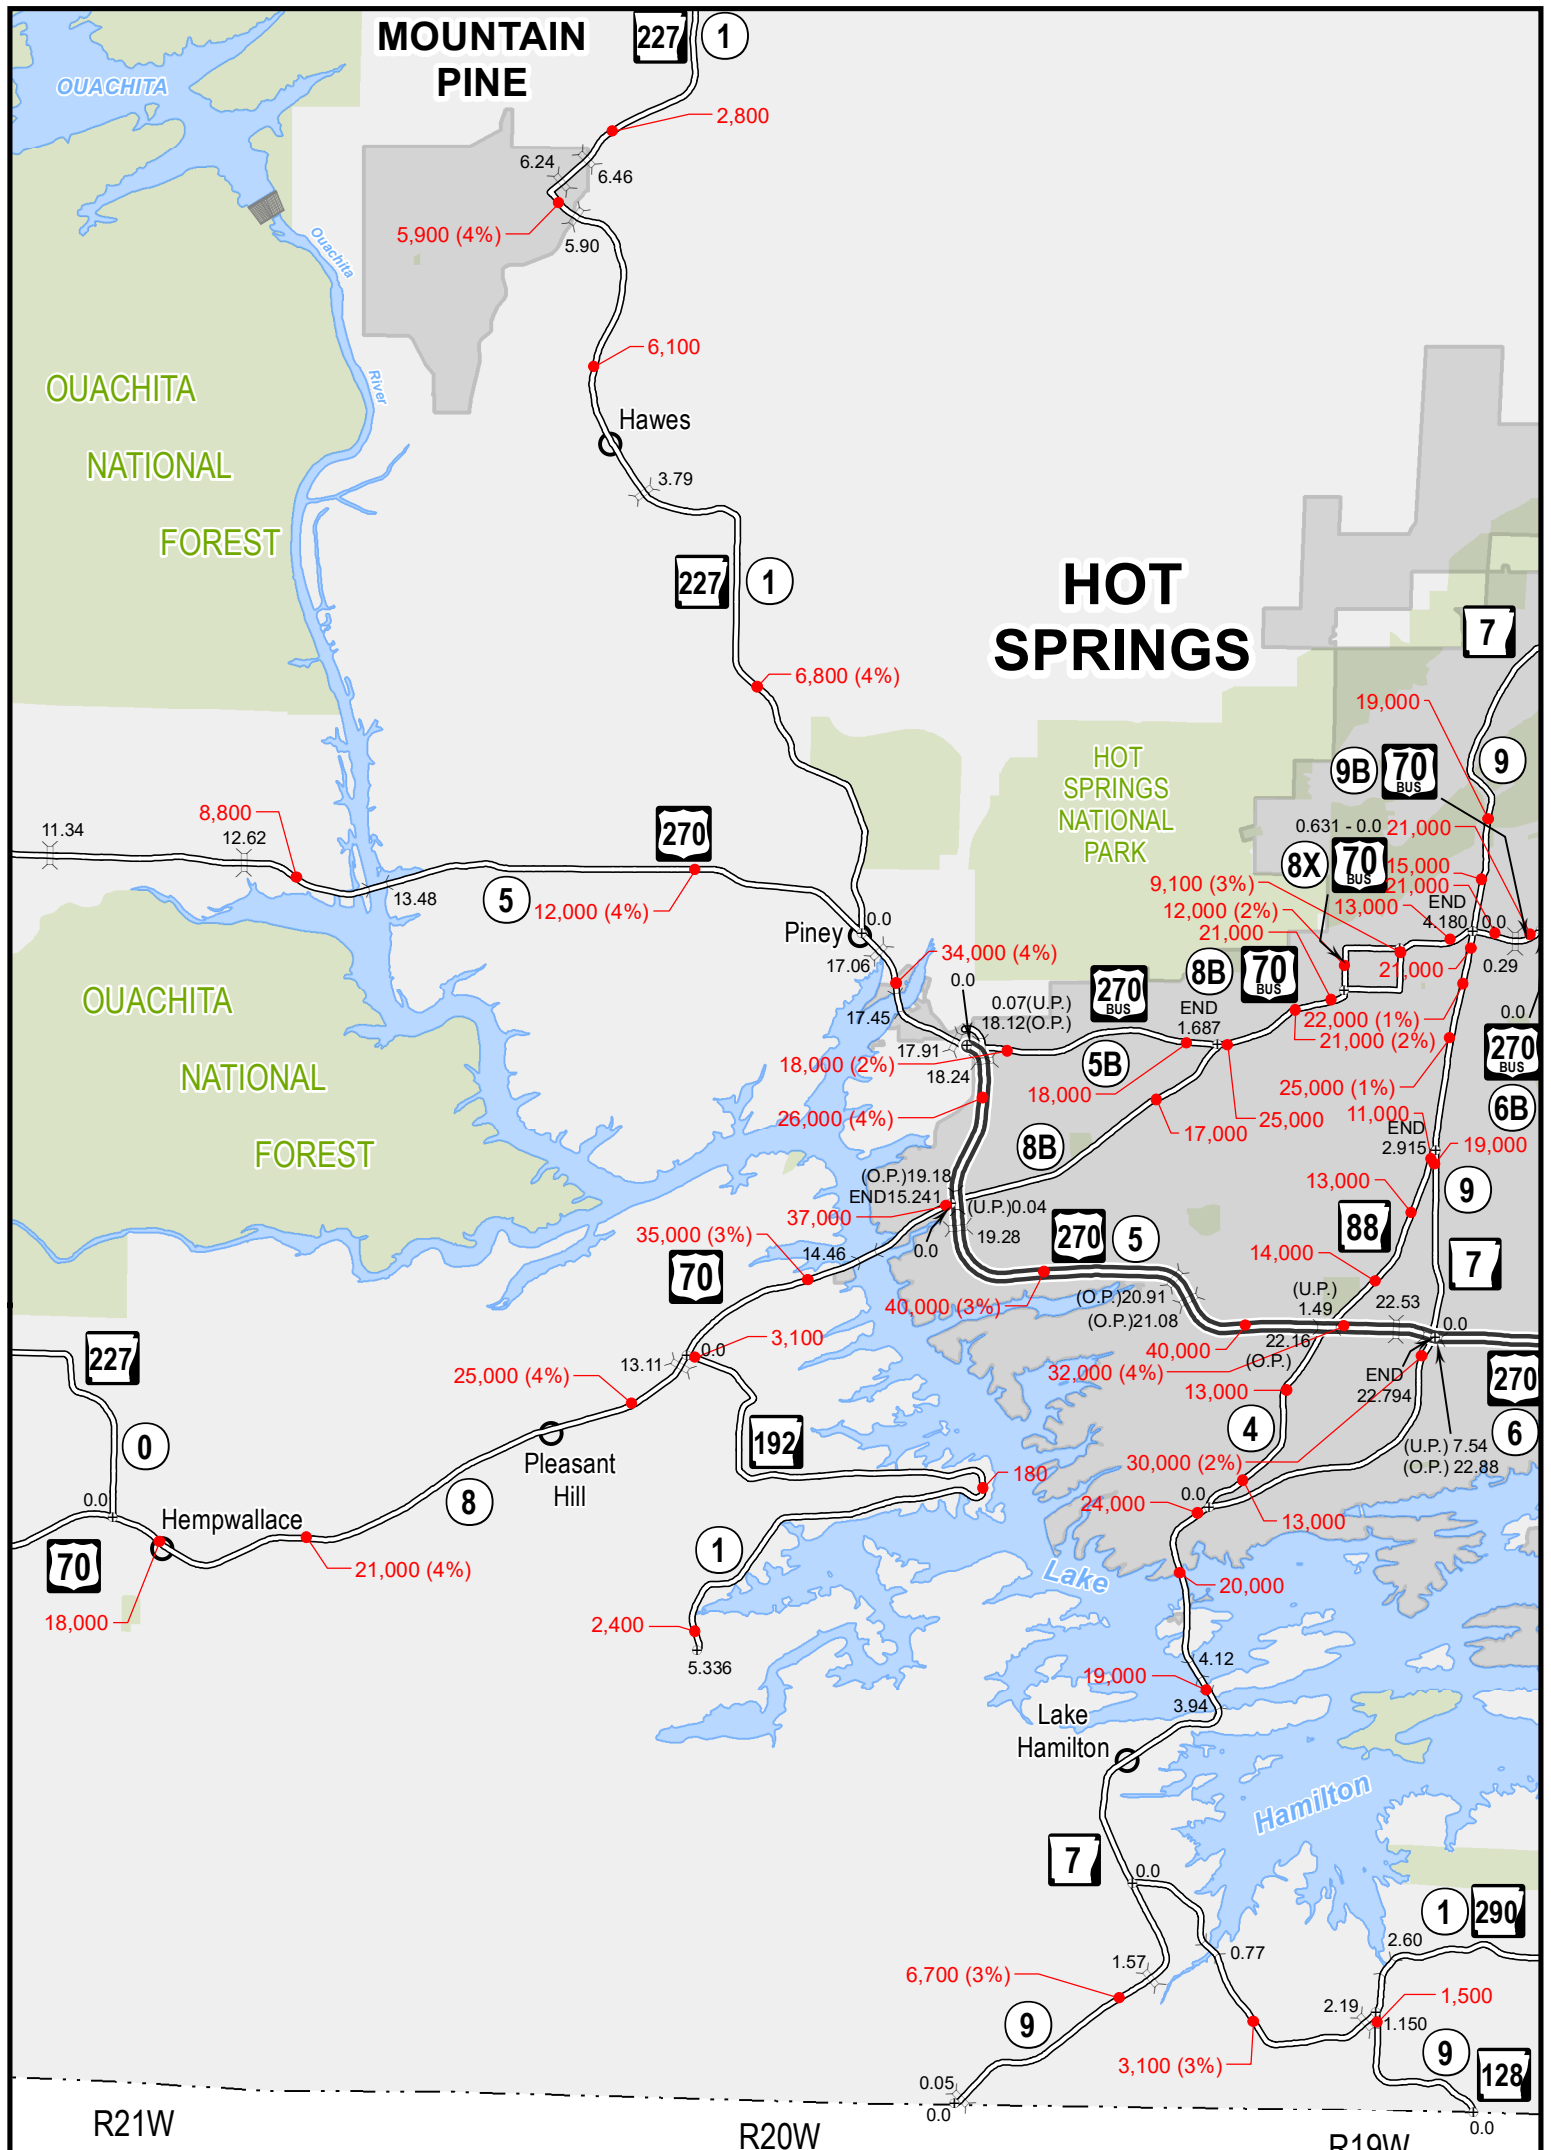 MOUNTAIN
PINE
227
1
OUACHITA
2,800
6.24
6.46
5,900 (4%)
5.90
Ouachita
River
6,100
OUACHITA
NATIONAL
FOREST
Hawes
3.79
227
1
HOT
SPRINGS
7
6,800 (4%)
19,000
HOT
SPRINGS
NATIONAL
PARK
9B
70
BUS
9
8,800
11.34
12.62
270
0.631 - 0.0
21,000
8X
70
BUS
15,000
21,000
9,100 (3%)
END
4.180
0.0
13.48
5
12,000 (4%)
0.0
Piney
12,000 (2%)
13,000
21,000
17.06
34,000 (4%)
8B
70
BUS
21,000
0.29
0.0
270
BUS
0.07(U.P.)
18.12(O.P.)
END
1.687
22,000 (1%)
0.0
OUACHITA
NATIONAL
FOREST
17.45
17.91
18,000 (2%)
18.24
5B
21,000 (2%)
270
BUS
26,000 (4%)
18,000
25,000 (1%)
6B
8B
17,000
25,000
11,000
END
2.915
19,000
(O.P.)19.18
END15.241
(U.P.)0.04
37,000
13,000
9
35,000 (3%)
14.46
0.0
19.28
270
5
88
7
70
14,000
40,000 (3%)
(O.P.)20.91
(O.P.)21.08
(U.P.)
1.49
22.53
0.0
227
3,100
0.0
13.11
40,000
22.16
(O.P.)
32,000 (4%)
END
22.794
270
25,000 (4%)
13,000
0
192
4
6
Pleasant
Hill
(U.P.) 7.54
(O.P.) 22.88
30,000 (2%)
180
8
0.0
Hempwallace
24,000
0.0
13,000
70
21,000 (4%)
1
Lake
20,000
18,000
2,400
5.336
4.12
19,000
3.94
Lake
Hamilton
Hamilton
7
0.0
1
290
1.57
0.77
2.60
6,700 (3%)
2.19
1,500
1.150
9
3,100 (3%)
9
128
0.05
0.0
0.0
R21W
R20W
R19W